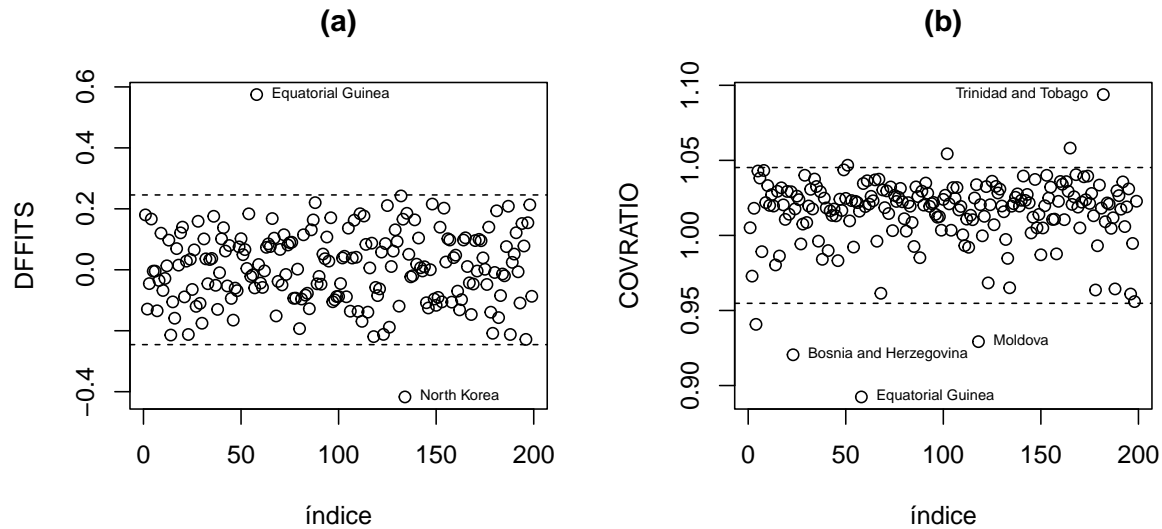 (a)
DFFITS
0.6
0.4
0.2
0.0
−0.4
Equatorial Guinea
North Korea
0
50
100
150
200
índice
(b)
COVRATIO
1.10
1.05
1.00
0.95
0.90
Trinidad and Tobago
Moldova
Bosnia and Herzegovina
Equatorial Guinea
0
50
100
150
200
índice